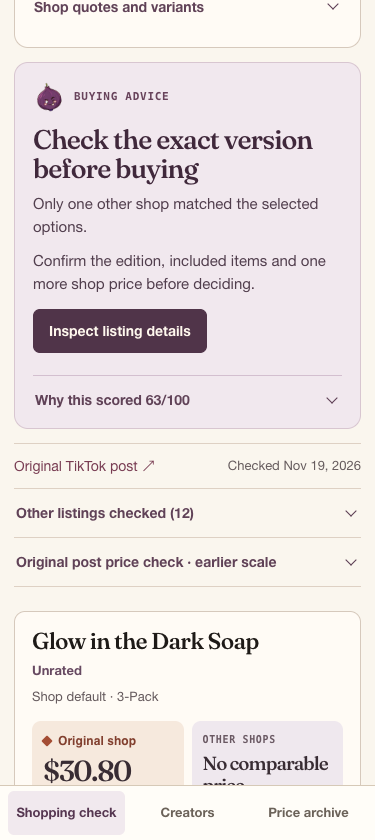 Shop quotes and variants
BUYING ADVICE
Check the exact version
before buying
Only one other shop matched the selected
options.
Confirm the edition, included items and one
more shop price before deciding.
Inspect listing details
Why this scored 63/100
Original TikTok post ↗
Checked Nov 19, 2026
Other listings checked (12)
Original post price check · earlier scale
Glow in the Dark Soap
Unrated
Shop default · 3-Pack
Original shop
$30.80
OTHER SHOPS
No comparable
price
Shopping check
Creators
Price archive